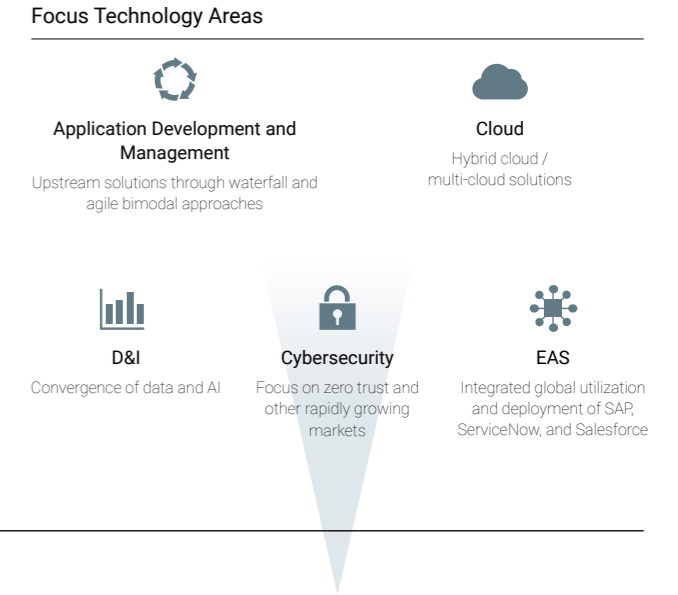 Focus Technology Areas
Application Development and
Management
Upstream solutions through waterfall and
agile bimodal approaches
Cloud
Hybrid cloud /
multi-cloud solutions
D&I
Convergence of data and AI
Cybersecurity
Focus on zero trust and
other rapidly growing
markets
EAS
Integrated global utilization
and deployment of SAP,
ServiceNow, and Salesforce